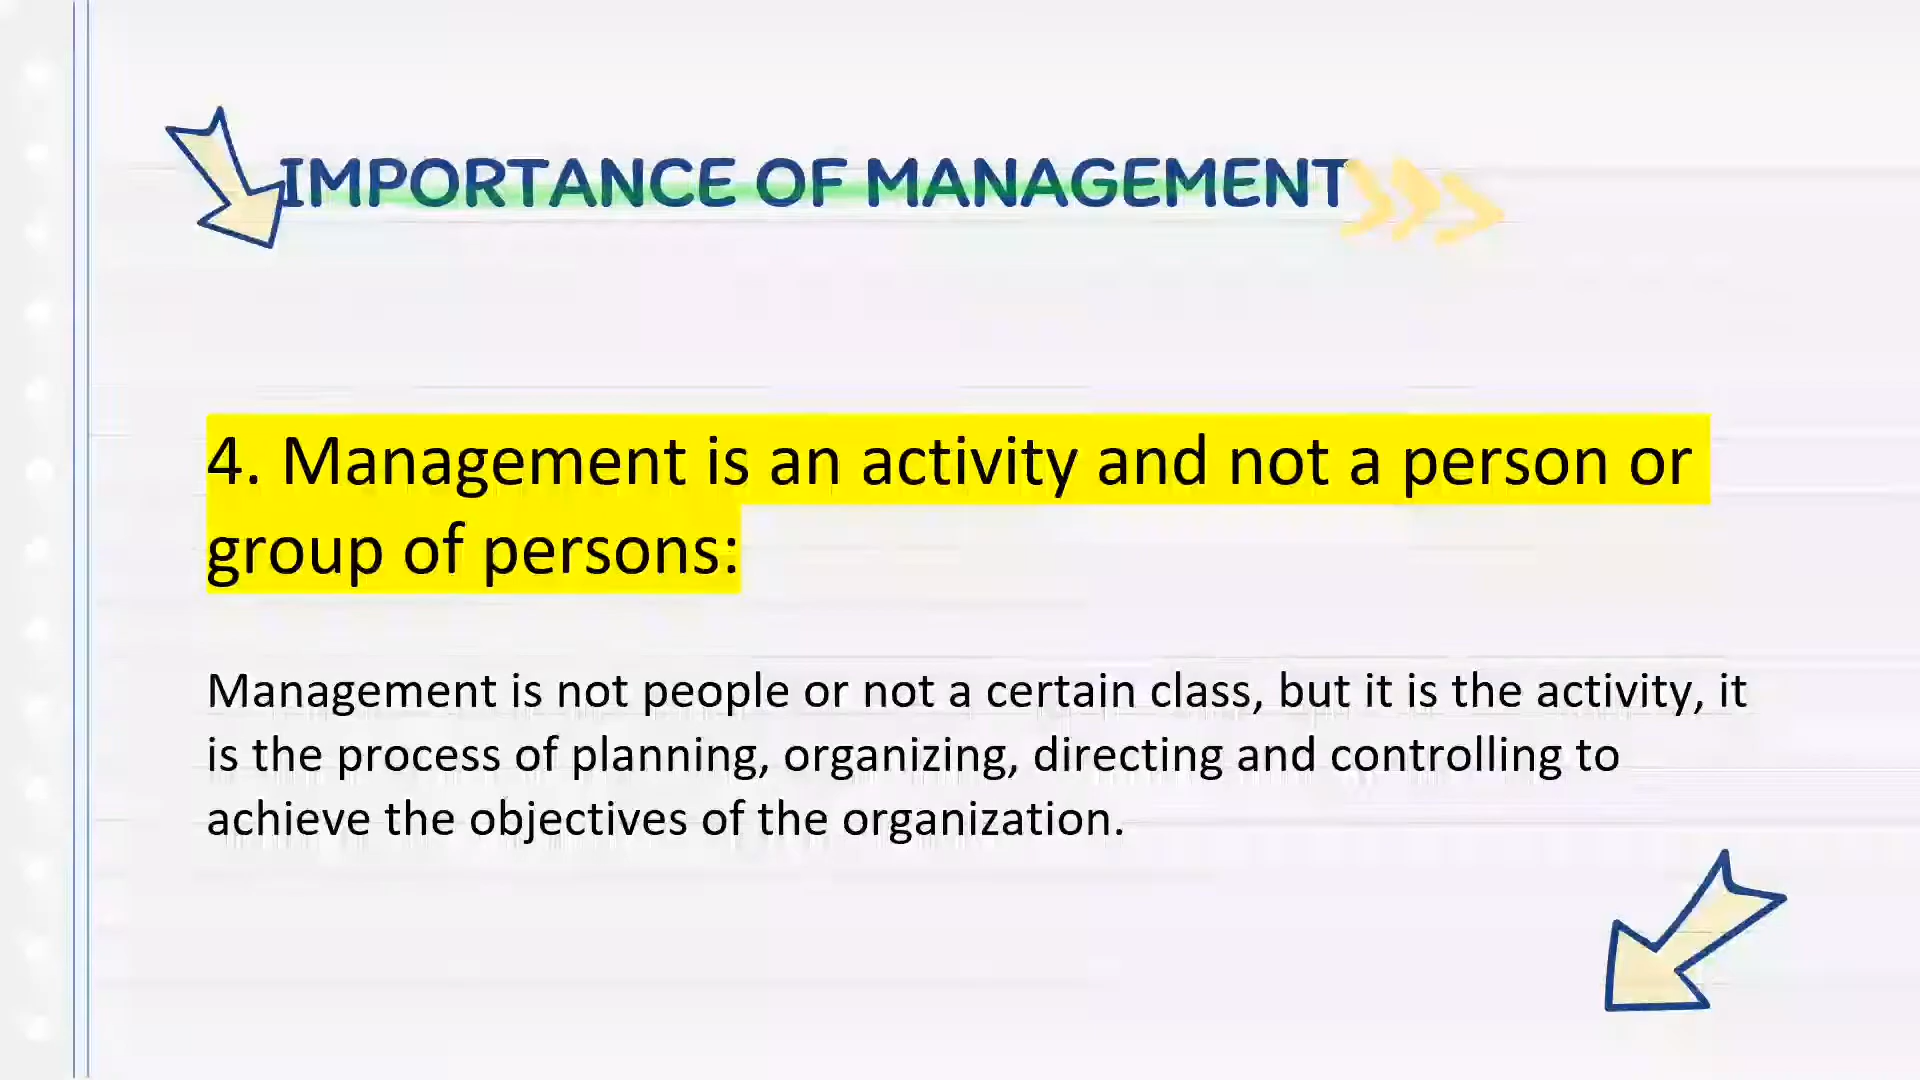 IMPORTANCE OF MANAGEMENT
4. Management is an activity and not a person or
group of persons:
Management is not people or not a certain class, but it is the activity, it
is the process of planning, organizing, directing and controlling to
achieve the objectives of the organization.